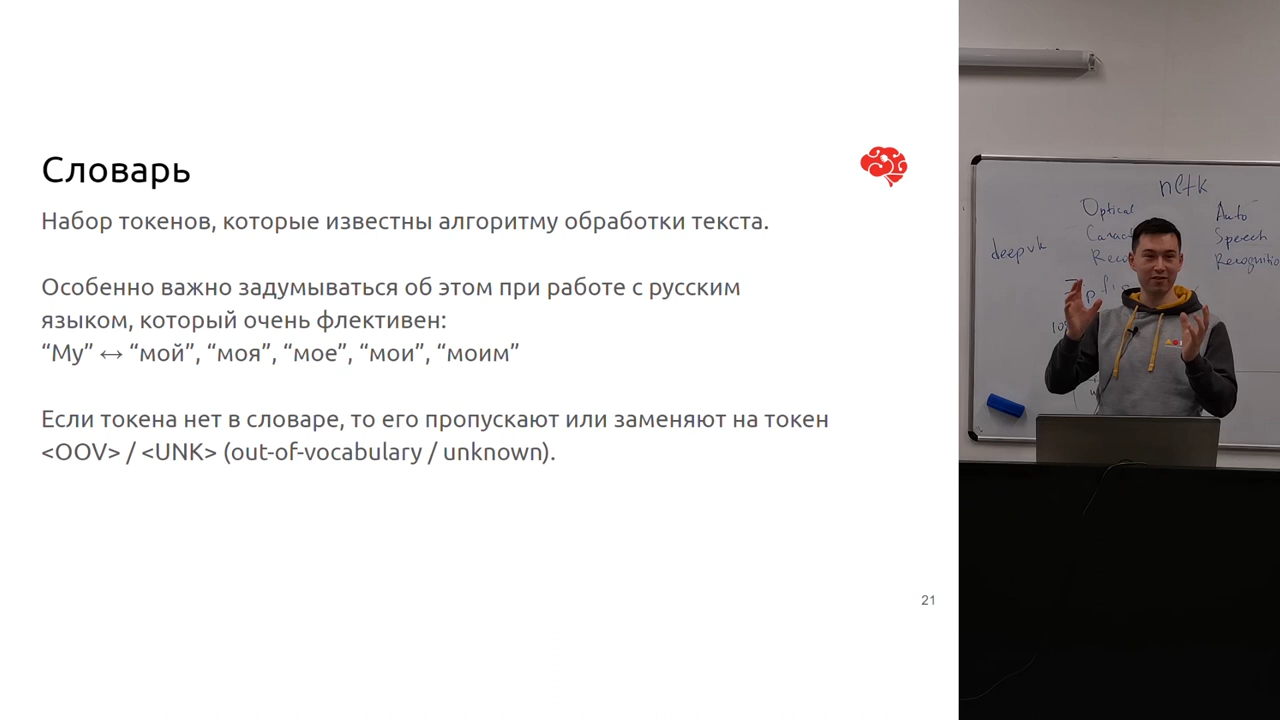 Словарь
Набор токенов, которые известны алгоритму обработки текста.
Особенно важно задумываться об этом при работе с русским
языком, который очень флективен:
“My” ↔ “мой”, “моя”, “мое”, “мои”, “моим”
Если токена нет в словаре, то его пропускают или заменяют на токен
<OOV> / <UNK> (out-of-vocabulary / unknown).
21
nltk
Optical
Auto
Speech
deepvk
Recognitio